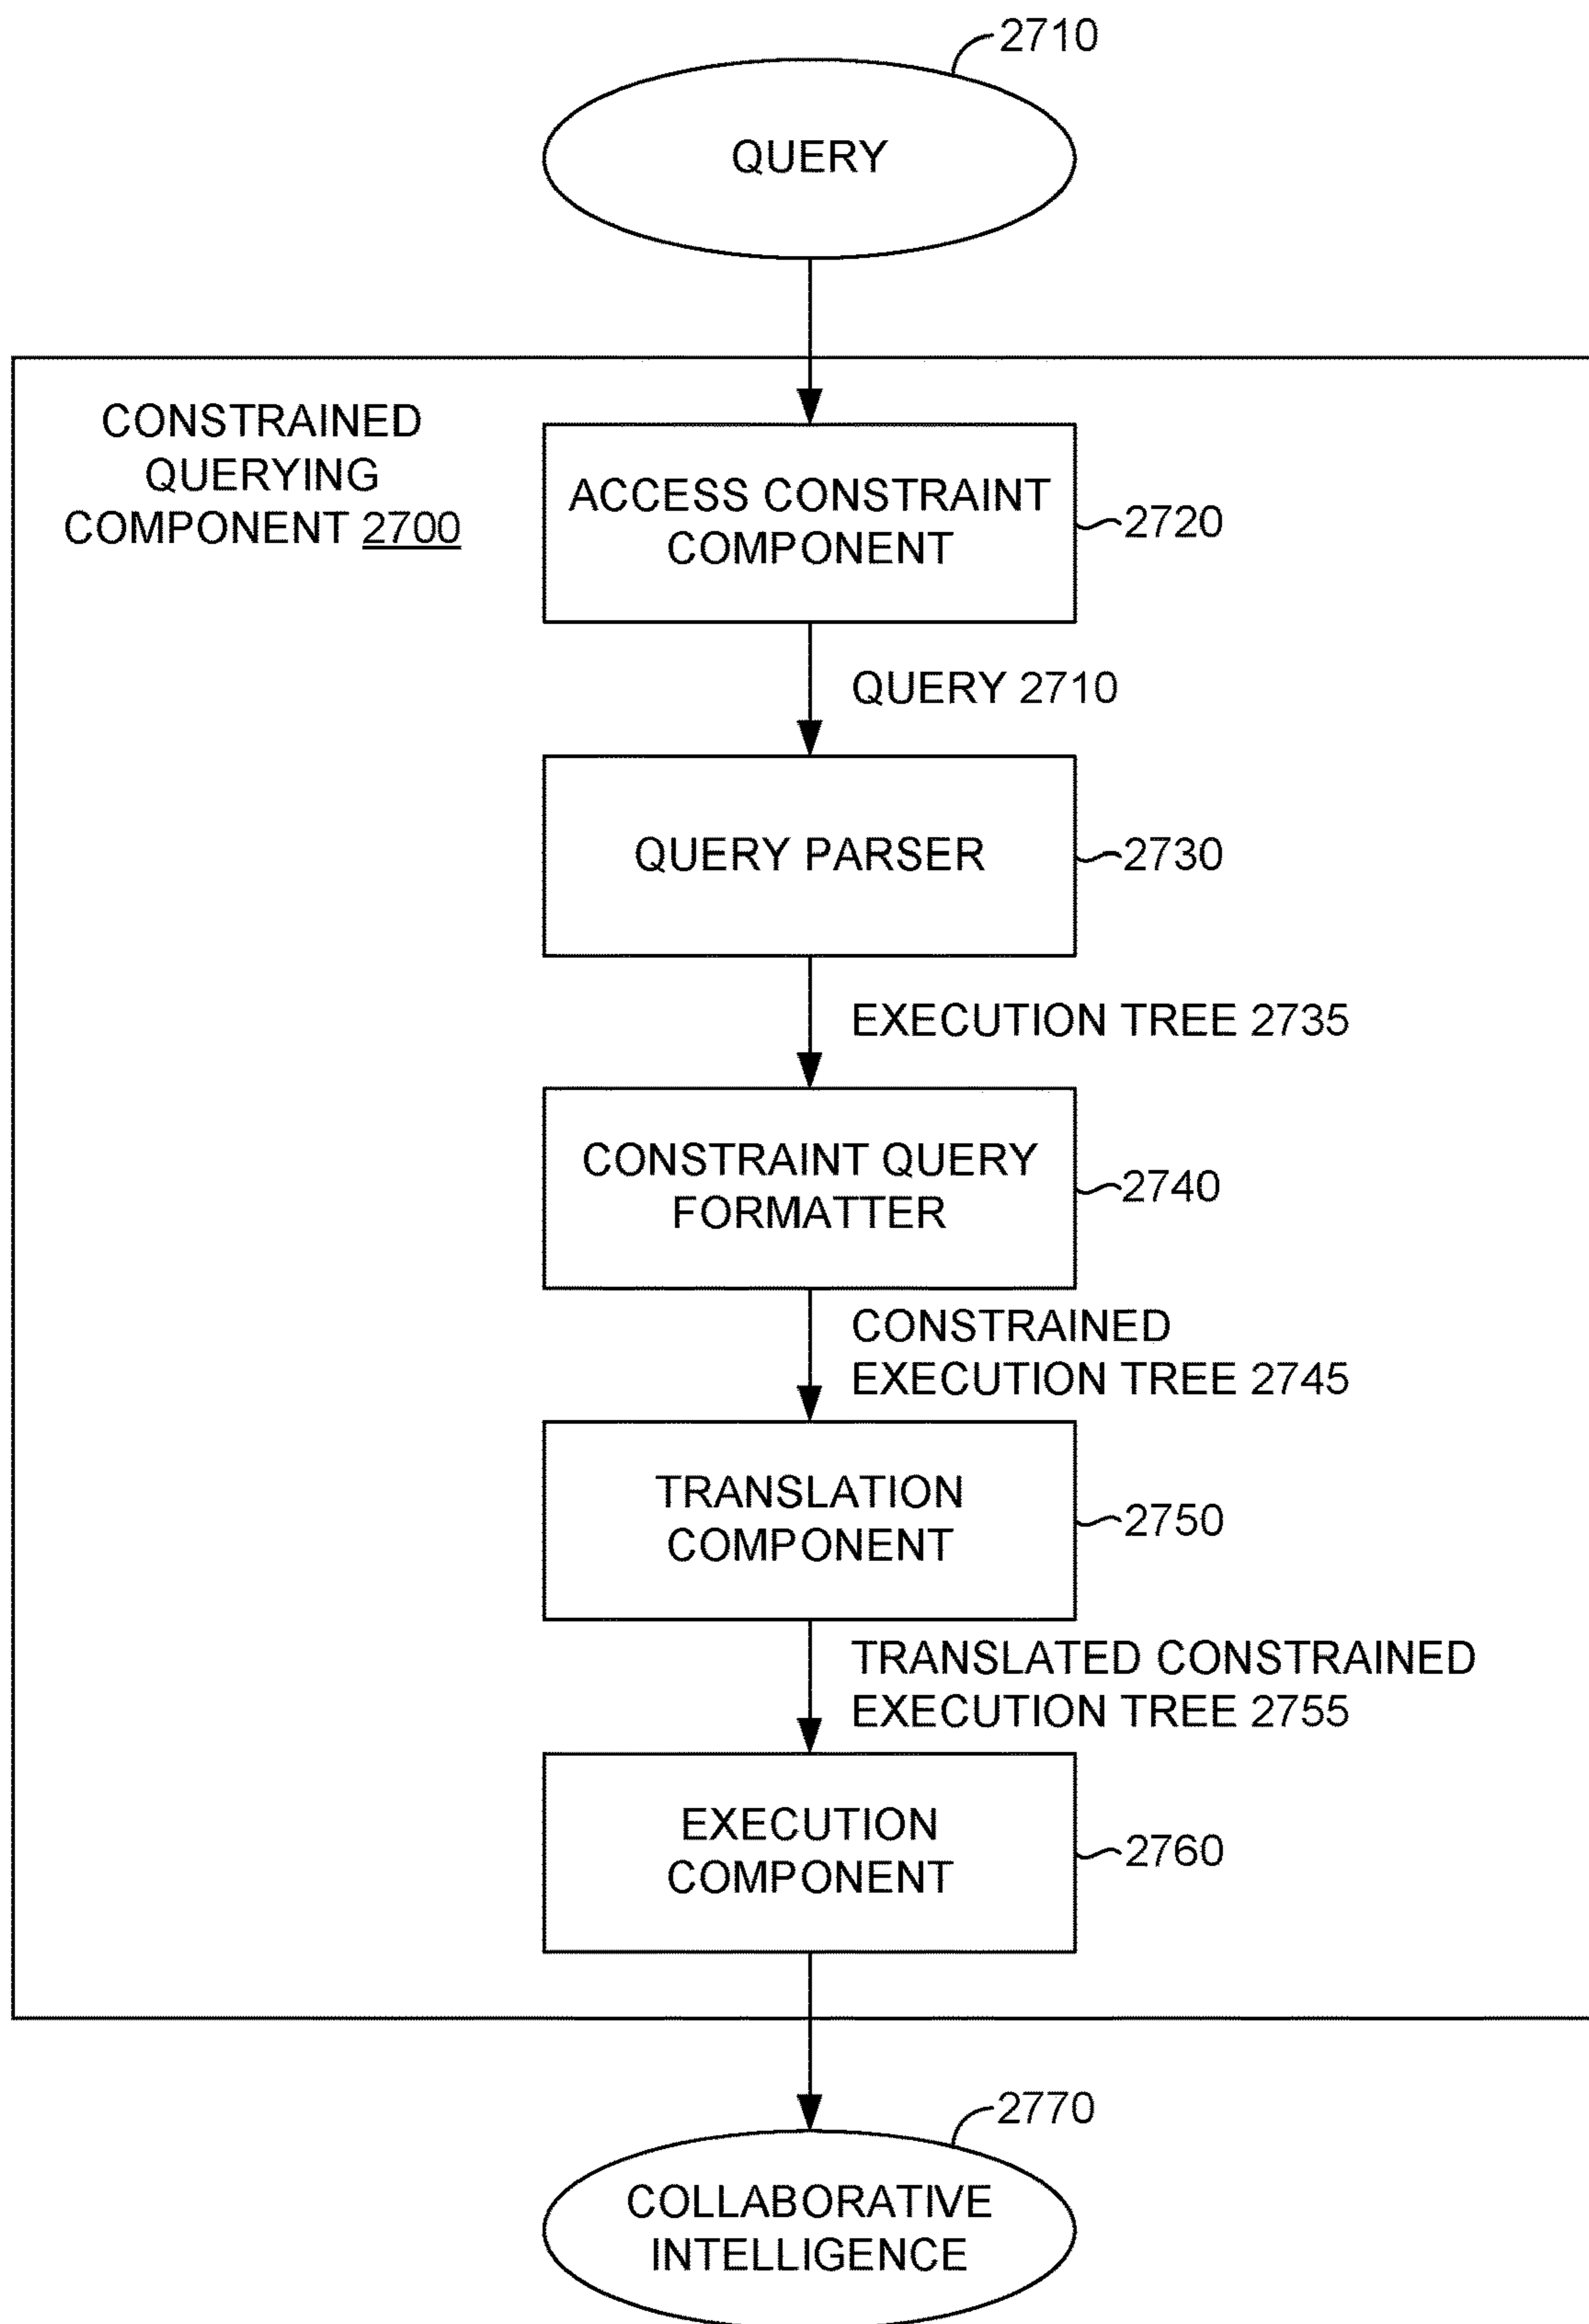 2710
QUERY
CONSTRAINED
QUERYING
COMPONENT 2700
ACCESS CONSTRAINT
COMPONENT
2720
QUERY 2710
QUERY PARSER
2730
EXECUTION TREE 2735
CONSTRAINT QUERY
FORMATTER
2740
CONSTRAINED
EXECUTION TREE 2745
TRANSLATION
COMPONENT
2750
TRANSLATED CONSTRAINED
EXECUTION TREE 2755
EXECUTION
COMPONENT
2760
2770
COLLABORATIVE
INTELLIGENCE